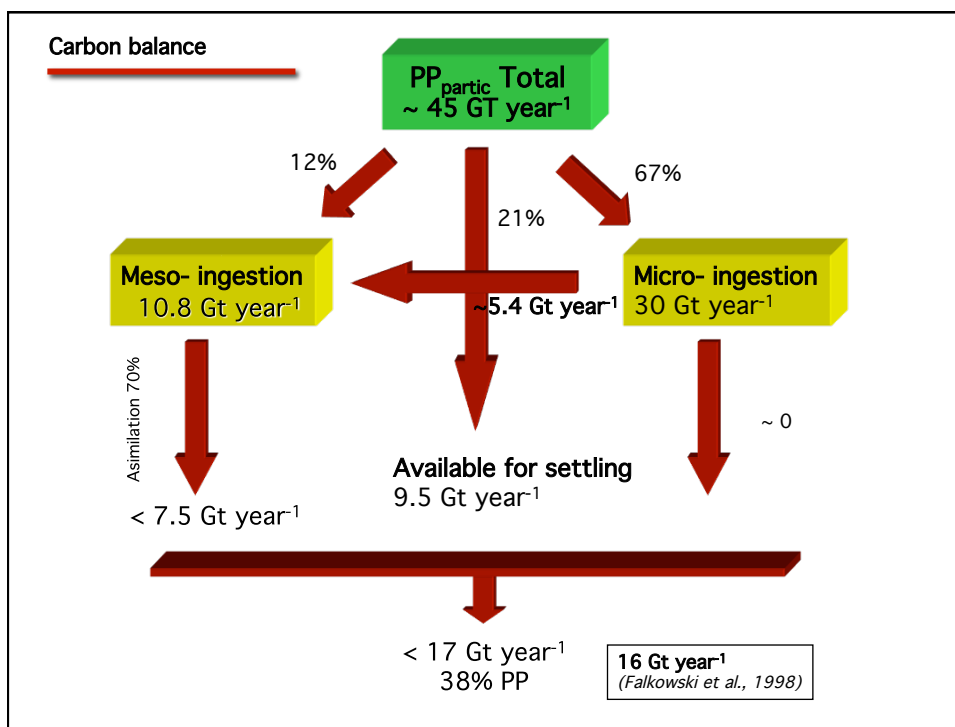 Carbon balance
PPpartic Total
~ 45 GT year-1
12%
67%
21%
Meso- ingestion
10.8 Gt year-1
Micro- ingestion
30 Gt year-1
~5.4 Gt year-1
Asimilation 70%
~ 0
Available for settling
9.5 Gt year-1
< 7.5 Gt year-1
< 17 Gt year-1
38% PP
16 Gt year-1
(Falkowski et al., 1998)